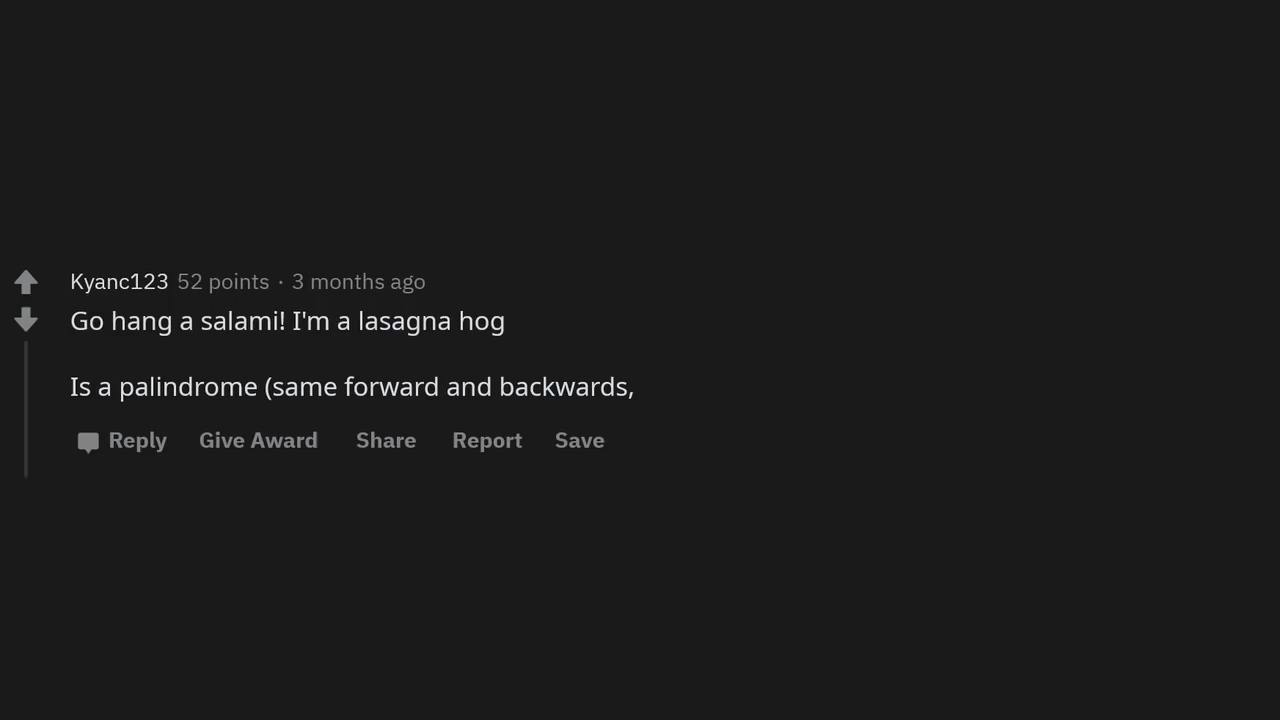 Kyanc123 52 points · 3 months ago
Go hang a salami! I'm a lasagna hog
Is a palindrome (same forward and backwards,
Reply Give Award Share Report Save